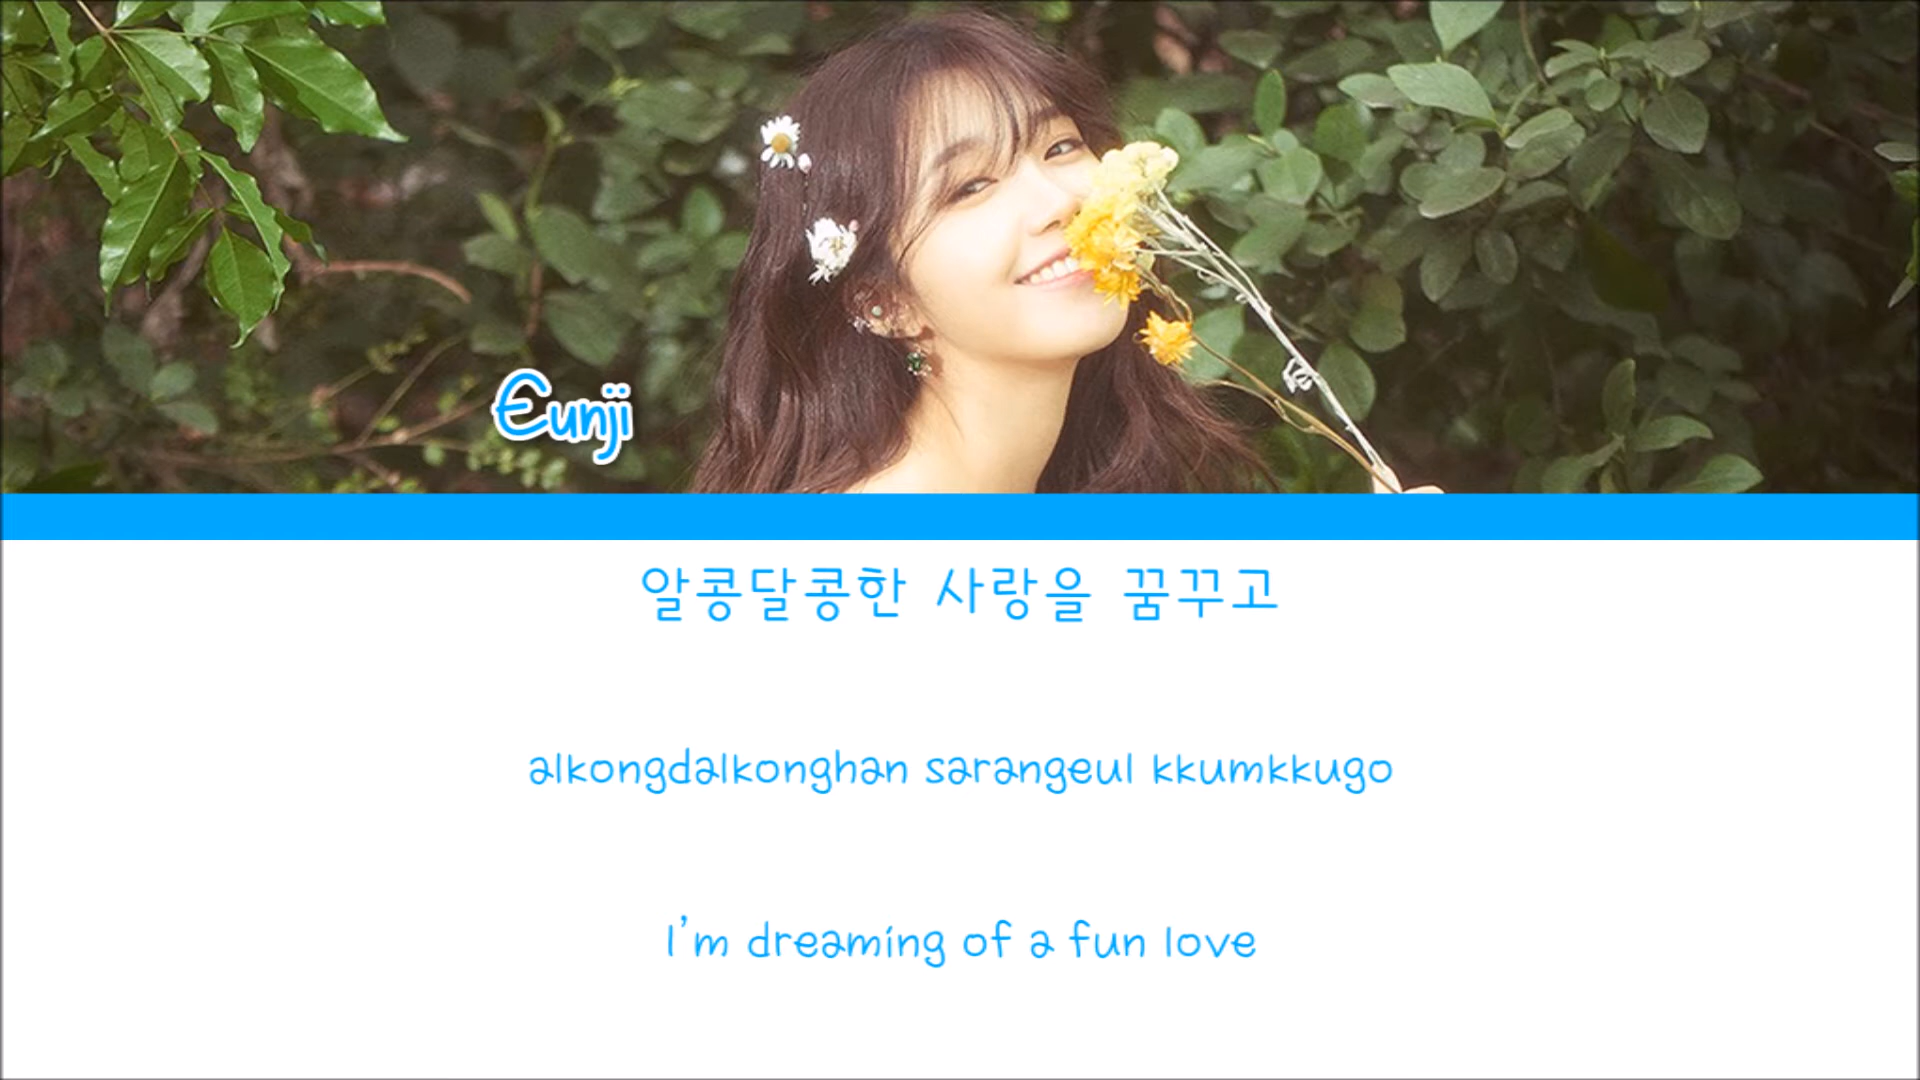 Eunji
알콩달콩한 사랑을 꿈꾸고
alkongdalkonghan sarangeul kkumkkugo
I'm dreaming of a fun love